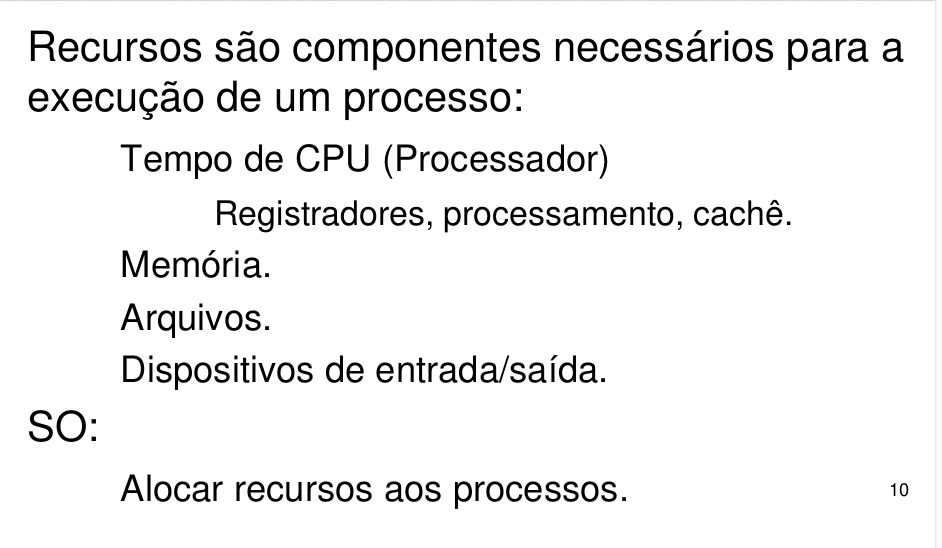 Recursos são componentes necessários para a
execução de um processo:
Tempo de CPU (Processador)
Registradores, processamento, cachê.
Memória.
Arquivos.
Dispositivos de entrada/saída.
SO:
Alocar recursos aos processos.
10